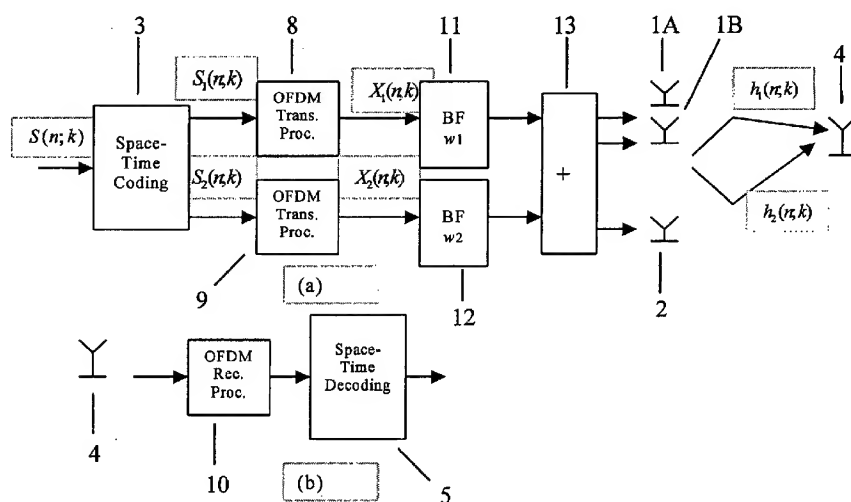 3
8
11
13
1A
1B
4
S₁(n,k)
X₁(n,k)
h₁(n,k)
S(n; k)
Space-
Time
Coding
OFDM
Trans.
Proc.
BF
w1
+
S₂(n,k)
X₂(n,k)
OFDM
Trans.
Proc.
BF
w2
h₂(n,k)
9
(a)
12
2
OFDM
Rec.
Proc.
Space-
Time
Decoding
4
10
(b)
5